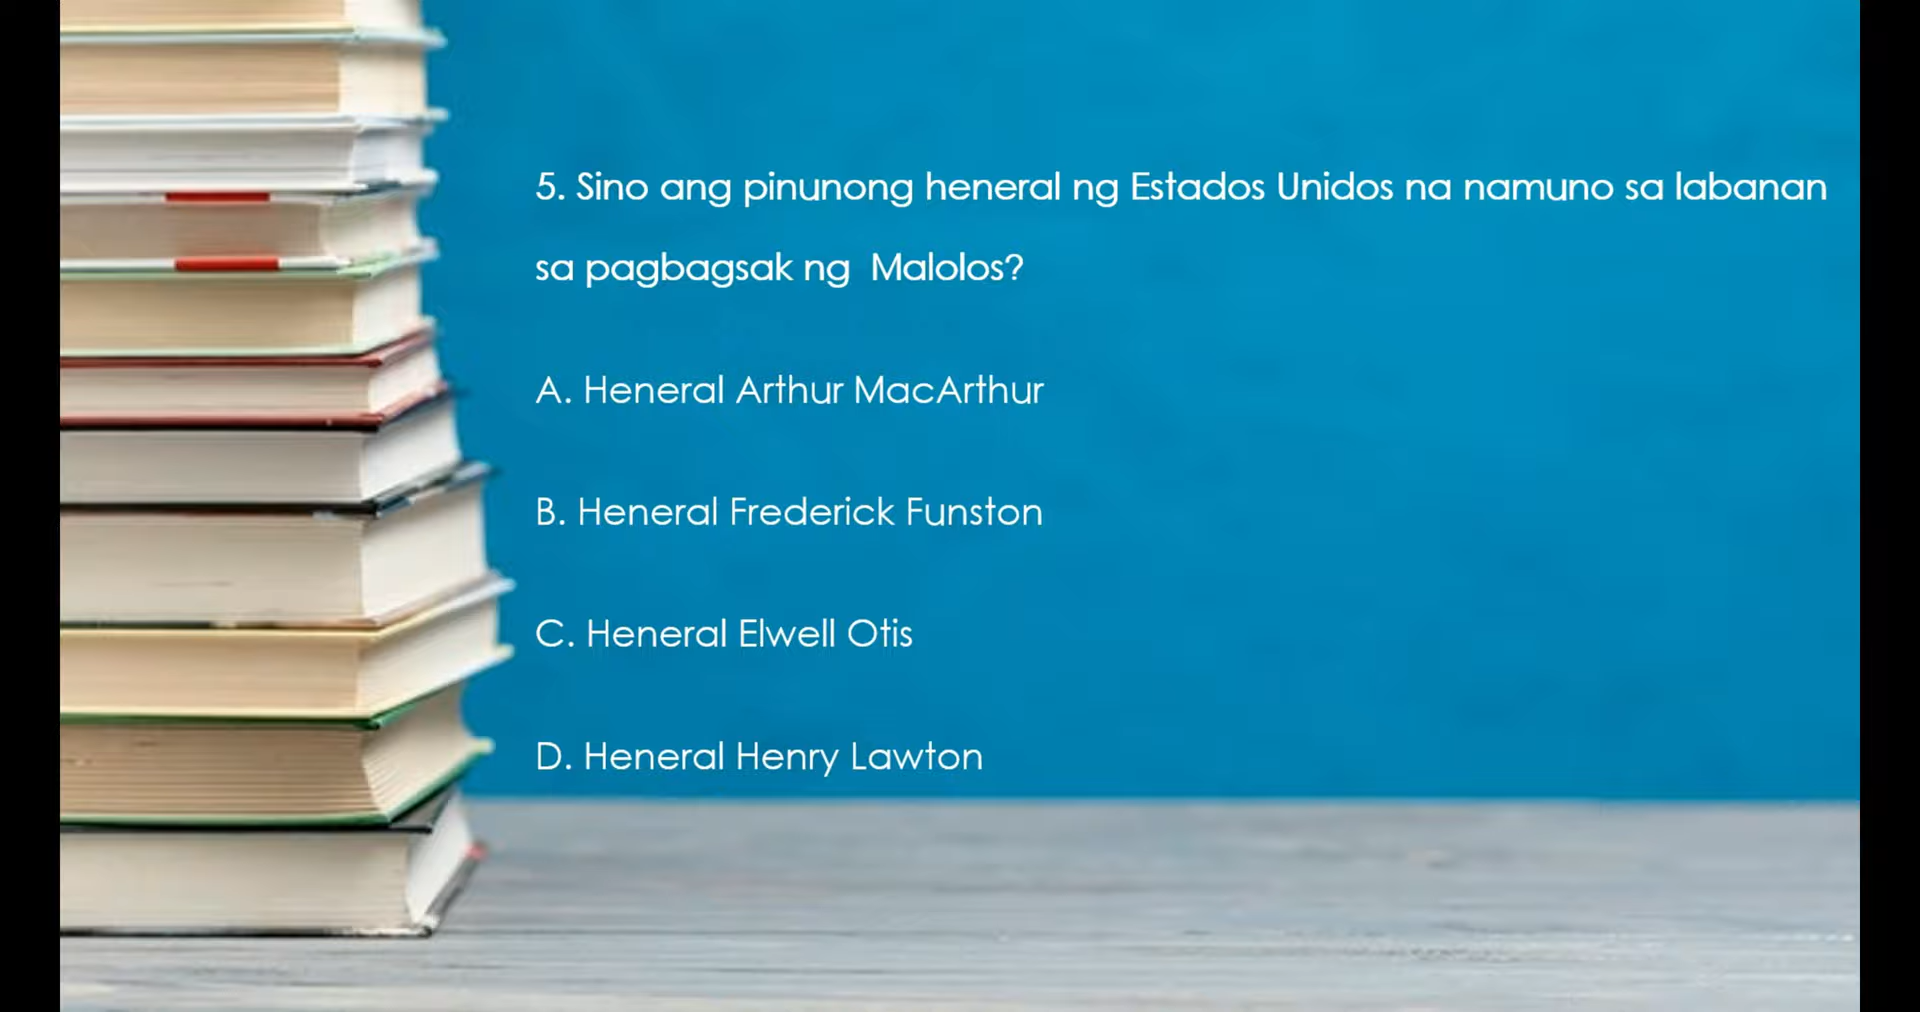 5. Sino ang pinunong heneral ng Estados Unidos na namuno sa labanan
sa pagbagsak ng Malolos?
A. Heneral Arthur MacArthur
B. Heneral Frederick Funston
C. Heneral Elwell Otis
D. Heneral Henry Lawton